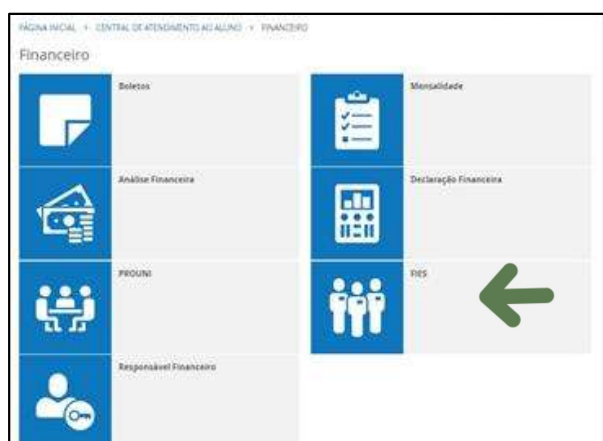 PÁGINA INICIAL > CENTRAL DE ATENDIMENTO AO ALUNO > FINANCEIRO
Financeiro
Boletos
Mensalidade
Análise Financeira
Declaração Financeira
PROUNI
FIES
Responsável Financeiro